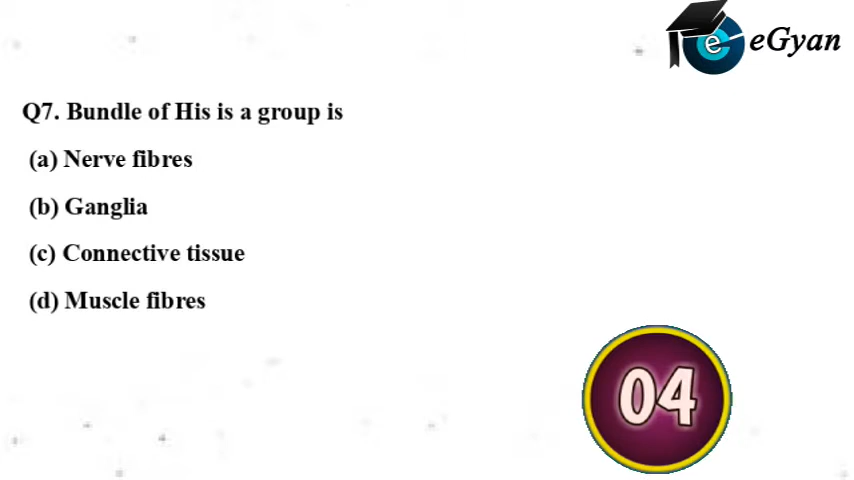 e eGyan
Q7. Bundle of His is a group is
(a) Nerve fibres
(b) Ganglia
(c) Connective tissue
(d) Muscle fibres
04